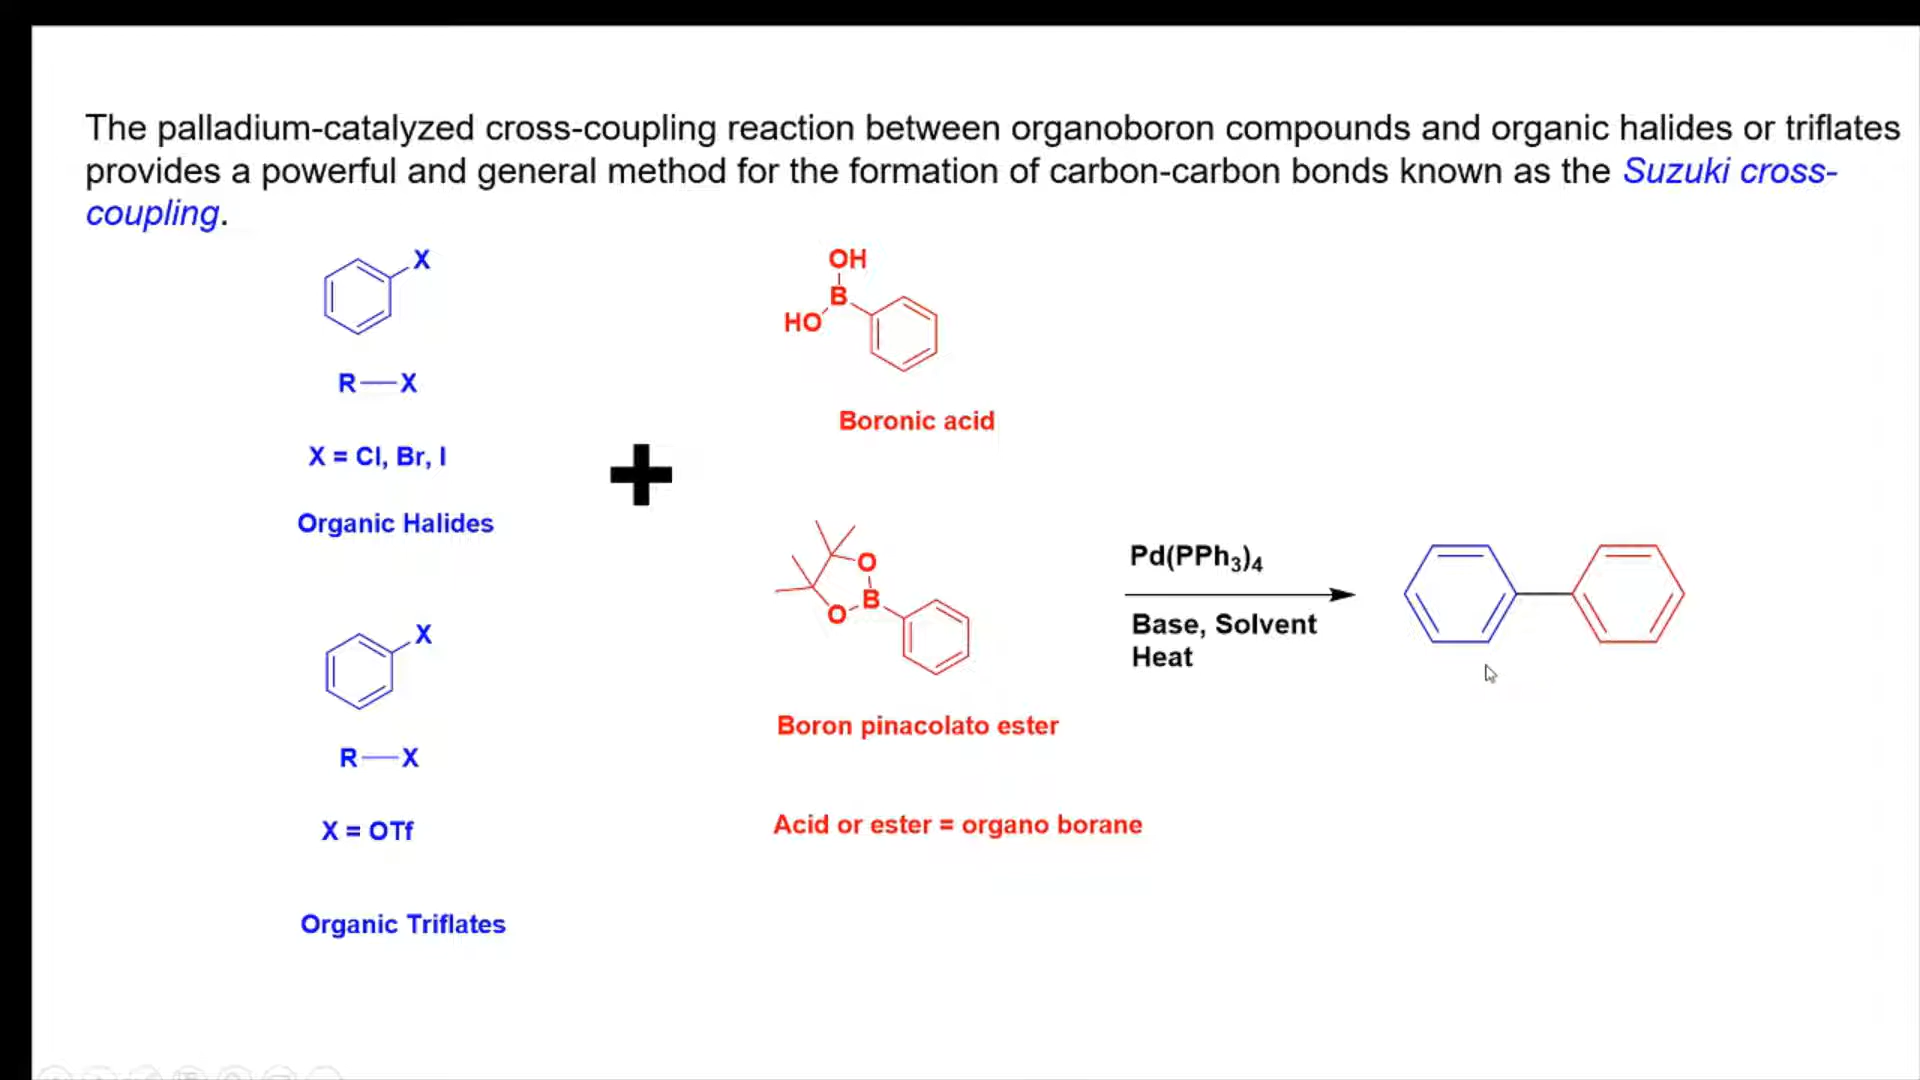 The palladium-catalyzed cross-coupling reaction between organoboron compounds and organic halides or triflates
provides a powerful and general method for the formation of carbon-carbon bonds known as the Suzuki cross-
coupling.
X
R—X
X = Cl, Br, I
Organic Halides
X
R—X
X = OTf
Organic Triflates
OH
B
HO
Boronic acid
O
B
O
Boron pinacolato ester
Acid or ester = organo borane
Pd(PPh₃)₄
Base, Solvent
Heat